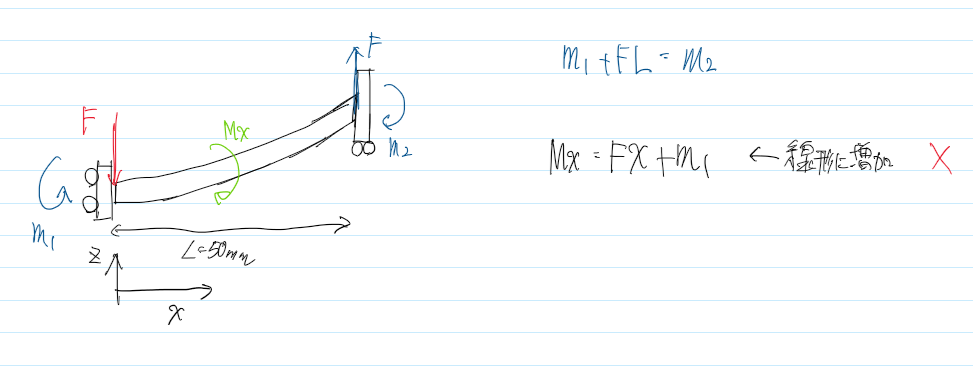 F
m₁+FL=m₂
F
Mx
m₂
Mx=Fx+m₁ ← 線形に増加 X
m₁
L=50mm
Z
x